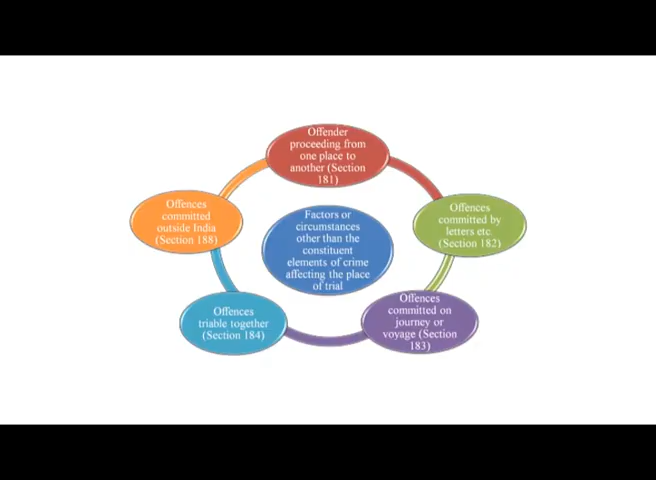 Offender
proceeding from
one place to
another (Section
181)
Offences
committed by
letters etc
(Section 182)
Offences
committed on
journey or
voyage (Section
183)
Offences
triable together
(Section 184)
Offences
committed
outside India
(Section 188)
Factors or
circumstances
other than the
constituent
elements of crime
affecting the place
of trial